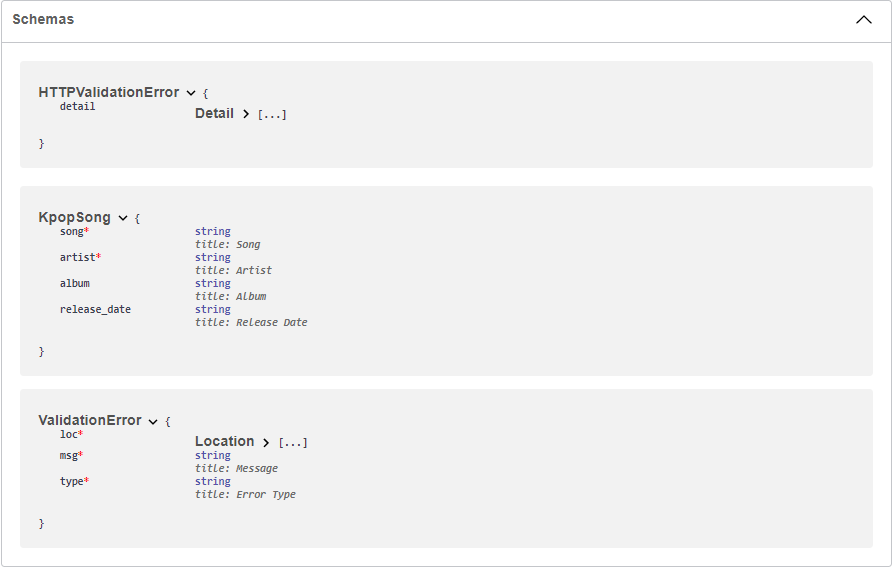 Schemas
HTTPValidationError {
detail
Detail > [...]
}
KpopSong {
song* string
title: Song
artist* string
title: Artist
album string
title: Album
release_date string
title: Release Date
}
ValidationError {
loc*
Location > [...]
msg* string
title: Message
type* string
title: Error Type
}